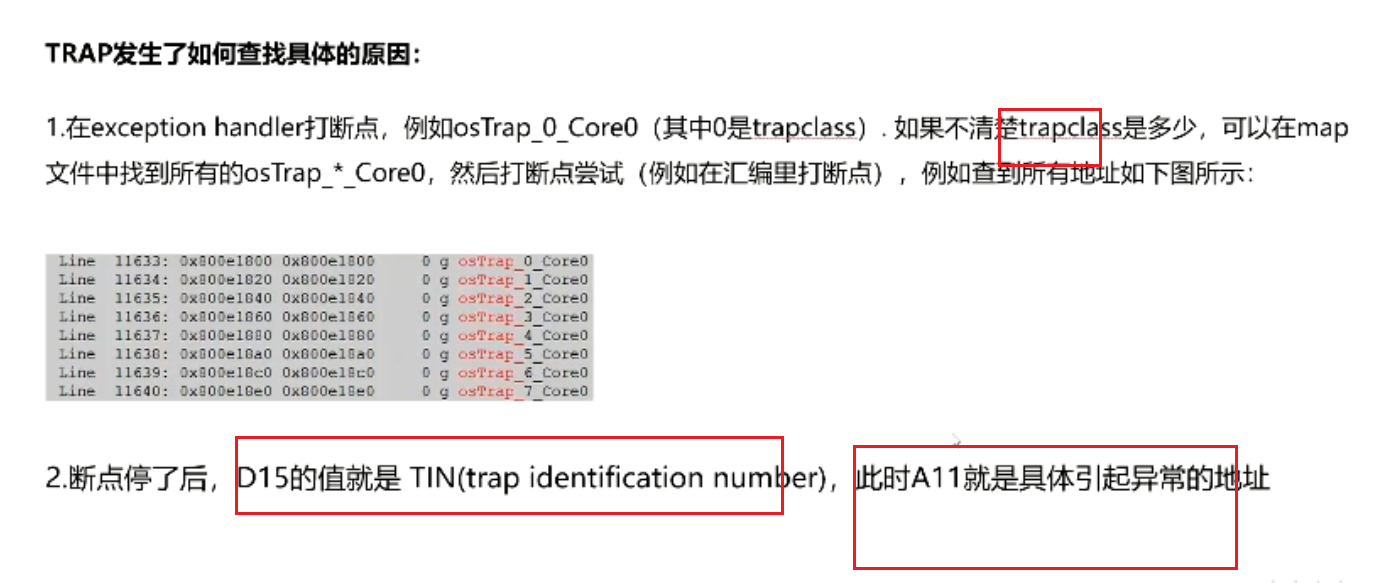 TRAP发生了如何查找具体的原因：
1.在exception handler打断点，例如osTrap_0_Core0（其中0是trapclass）. 如果不清楚trapclass是多少，可以在map
文件中找到所有的osTrap_*_Core0，然后打断点尝试（例如在汇编里打断点），例如查到所有地址如下图所示：
Line 11633: 0x800e1800 0x800e1800 0 g osTrap_0_Core0
Line 11634: 0x800e1820 0x800e1820 0 g osTrap_1_Core0
Line 11635: 0x800e1840 0x800e1840 0 g osTrap_2_Core0
Line 11636: 0x800e1860 0x800e1860 0 g osTrap_3_Core0
Line 11637: 0x800e1880 0x800e1880 0 g osTrap_4_Core0
Line 11638: 0x800e18a0 0x800e18a0 0 g osTrap_5_Core0
Line 11639: 0x800e18c0 0x800e18c0 0 g osTrap_6_Core0
Line 11640: 0x800e18e0 0x800e18e0 0 g osTrap_7_Core0
2.断点停了后，D15的值就是 TIN(trap identification number)，此时A11就是具体引起异常的地址